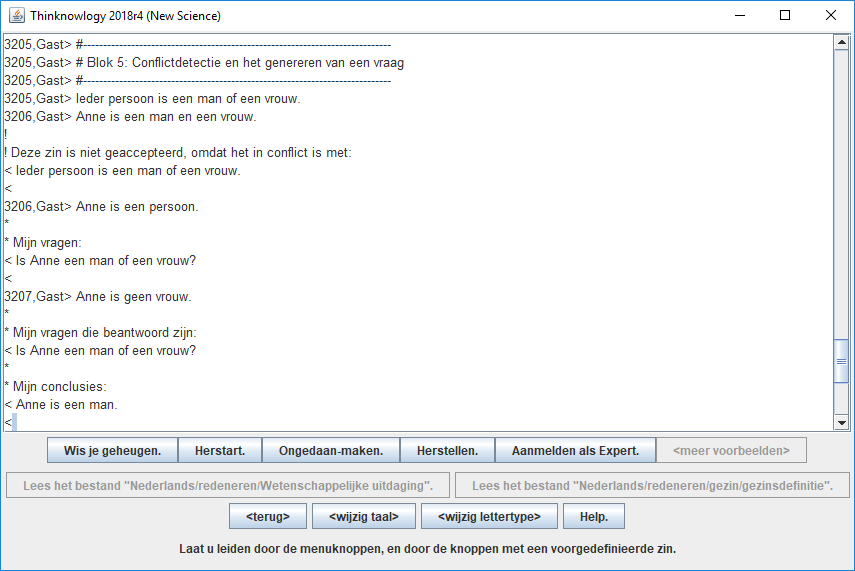 Thinknowlogy 2018r4 (New Science)
3205,Gast> #-----------------------------------------------------------------------------
3205,Gast> # Blok 5: Conflictdetectie en het genereren van een vraag
3205,Gast> #-----------------------------------------------------------------------------
3205,Gast> Ieder persoon is een man of een vrouw.
3206,Gast> Anne is een man en een vrouw.
!
! Deze zin is niet geaccepteerd, omdat het in conflict is met:
< Ieder persoon is een man of een vrouw.
<
3206,Gast> Anne is een persoon.
*
* Mijn vragen:
< Is Anne een man of een vrouw?
<
3207,Gast> Anne is geen vrouw.
*
* Mijn vragen die beantwoord zijn:
< Is Anne een man of een vrouw?
*
* Mijn conclusies:
< Anne is een man.
<
Wis je geheugen. Herstart. Ongedaan-maken. Herstellen. Aanmelden als Expert. <meer voorbeelden>
Lees het bestand "Nederlands/redeneren/Wetenschappelijke uitdaging". Lees het bestand "Nederlands/redeneren/gezin/gezinsdefinitie".
<terug> <wijzig taal> <wijzig lettertype> Help.
Laat u leiden door de menuknoppen, en door de knoppen met een voorgedefinieerde zin.